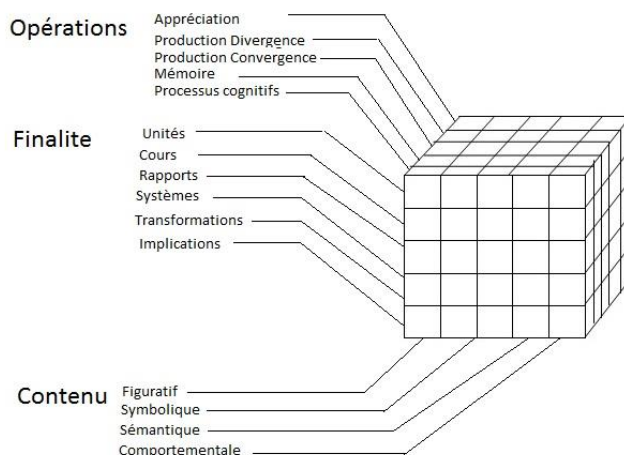 Opérations
Appréciation
Production Divergence
Production Convergence
Mémoire
Processus cognitifs
Finalite
Unités
Cours
Rapports
Systèmes
Transformations
Implications
Contenu
Figuratif
Symbolique
Sémantique
Comportementale